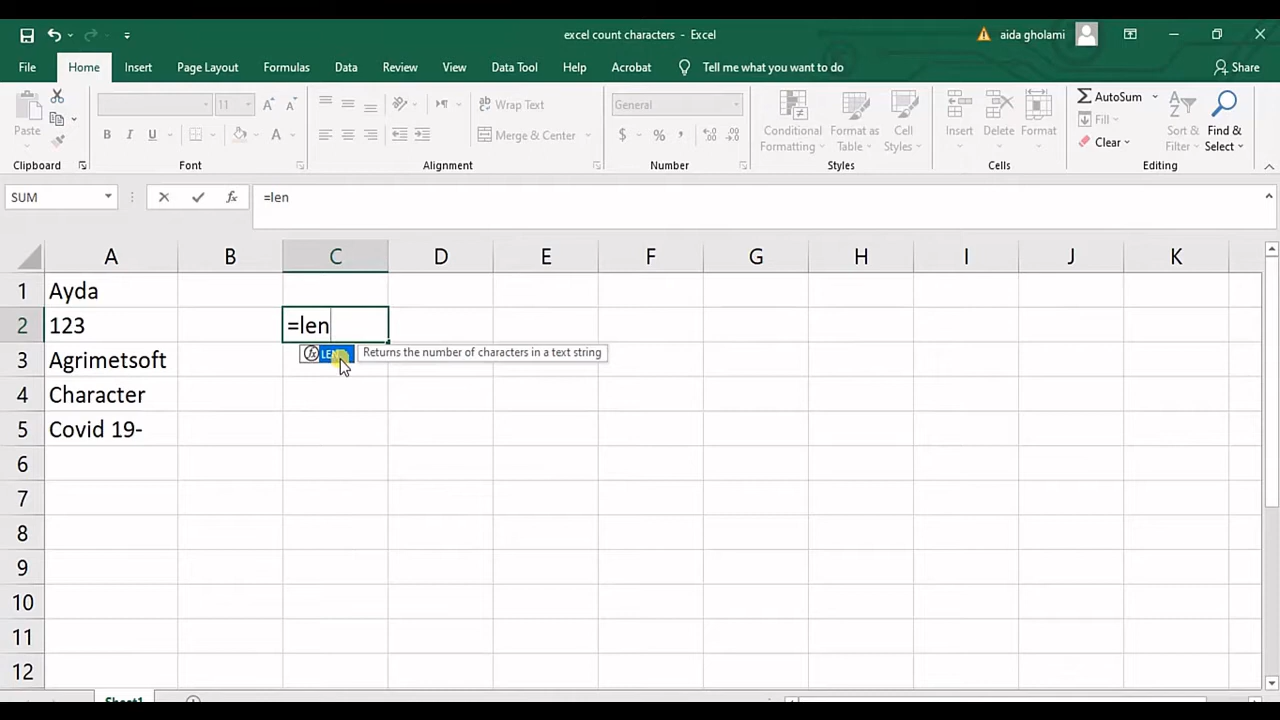 excel count characters - Excel
aida gholami
File Home Insert Page Layout Formulas Data Review View Data Tool Help Acrobat Tell me what you want to do Share
Paste
Clipboard
11
B I U A
Font
Wrap Text
Merge & Center
Alignment
General
$ % ,
Number
Conditional Formatting
Format as Table
Cell Styles
Styles
Insert Delete Format
Cells
AutoSum
Fill
Clear
Sort & Filter
Find & Select
Editing
SUM fx =len
A B C D E F G H I J K
1 Ayda
2 123 =len
LEN Returns the number of characters in a text string
3 Agrimetsoft
4 Character
5 Covid 19-
6
7
8
9
10
11
12
Sheet1